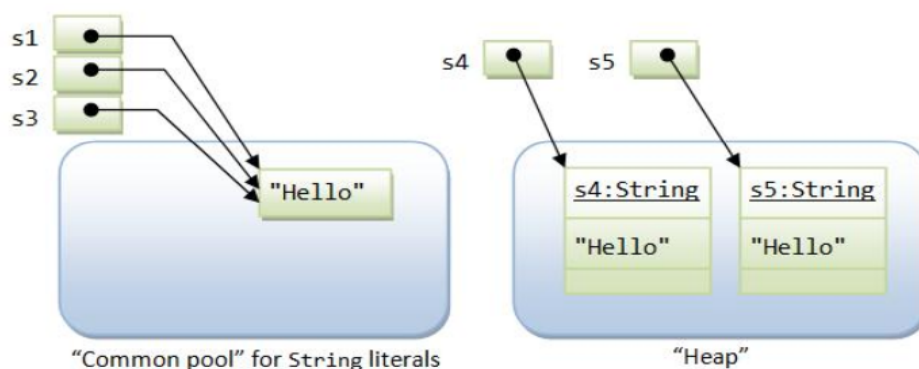 s1
s2
s3
"Hello"
“Common pool” for String literals
s4
s5
s4:String
s5:String
"Hello"
"Hello"
“Heap”